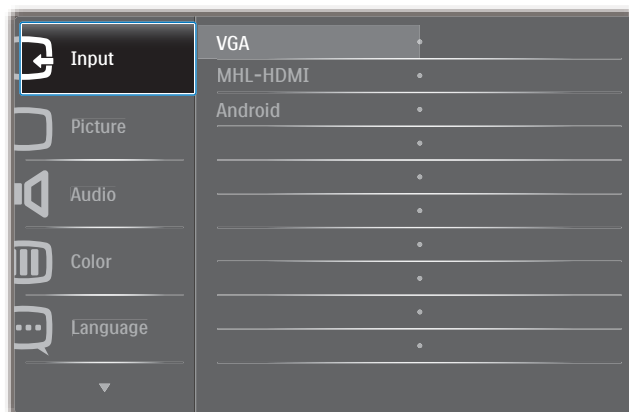 Input
Picture
Audio
Color
Language
VGA
MHL-HDMI
Android